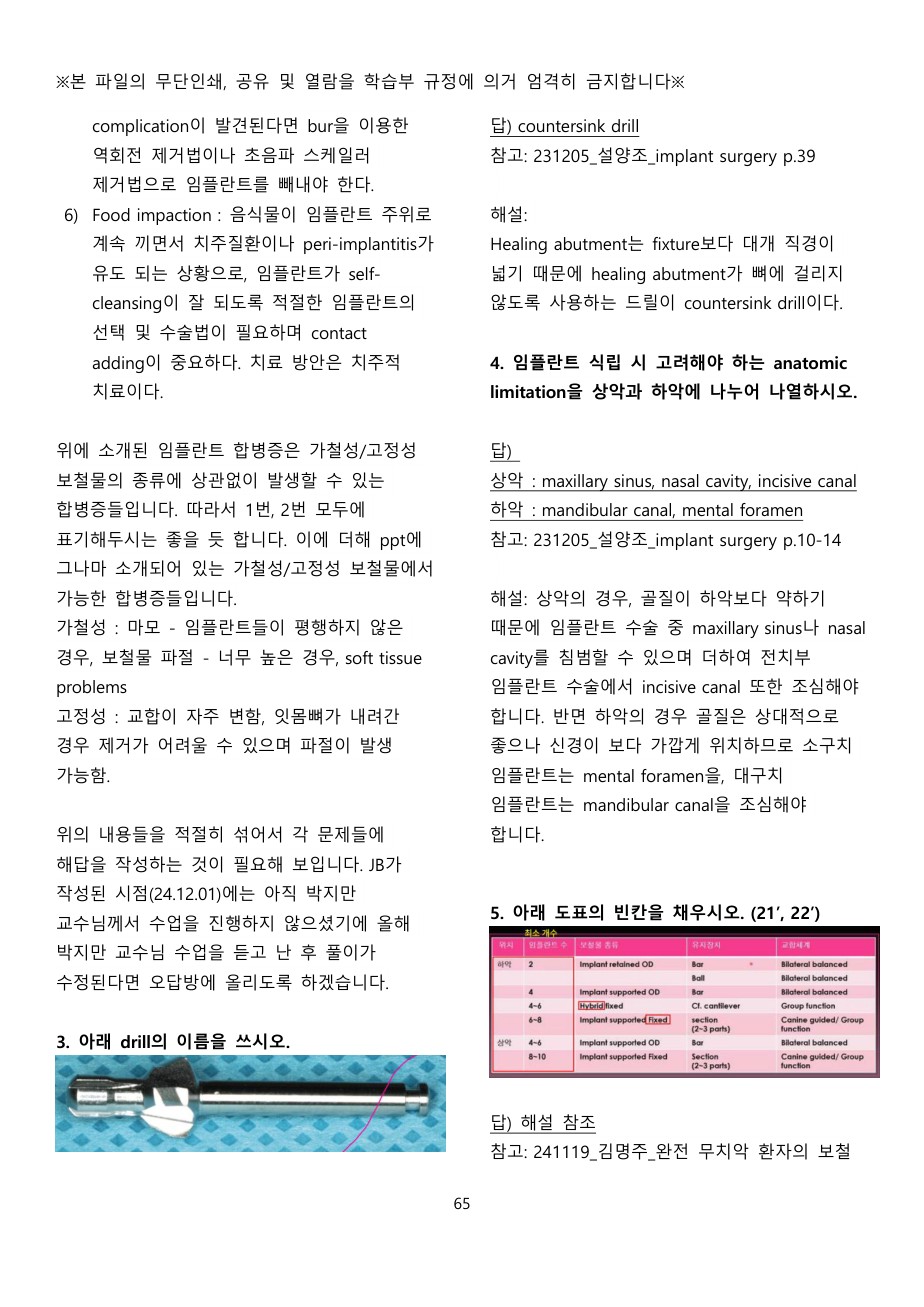 ※본 파일의 무단인쇄, 공유 및 열람을 학습부 규정에 의거 엄격히 금지합니다※
complication이 발견된다면 bur을 이용한
역회전 제거법이나 초음파 스케일러
제거법으로 임플란트를 빼내야 한다.
6) Food impaction : 음식물이 임플란트 주위로
계속 끼면서 치주질환이나 peri-implantitis가
유도 되는 상황으로, 임플란트가 self-
cleansing이 잘 되도록 적절한 임플란트의
선택 및 수술법이 필요하며 contact
adding이 중요하다. 치료 방안은 치주적
치료이다.
위에 소개된 임플란트 합병증은 가철성/고정성
보철물의 종류에 상관없이 발생할 수 있는
합병증들입니다. 따라서 1번, 2번 모두에
표기해두시는 좋을 듯 합니다. 이에 더해 ppt에
그나마 소개되어 있는 가철성/고정성 보철물에서
가능한 합병증들입니다.
가철성 : 마모 - 임플란트들이 평행하지 않은
경우, 보철물 파절 - 너무 높은 경우, soft tissue
problems
고정성 : 교합이 자주 변함, 잇몸뼈가 내려간
경우 제거가 어려울 수 있으며 파절이 발생
가능함.
위의 내용들을 적절히 섞어서 각 문제들에
해답을 작성하는 것이 필요해 보입니다. JB가
작성된 시점(24.12.01)에는 아직 박지만
교수님께서 수업을 진행하지 않으셨기에 올해
박지만 교수님 수업을 듣고 난 후 풀이가
수정된다면 오답방에 올리도록 하겠습니다.
3. 아래 drill의 이름을 쓰시오.
답) countersink drill
참고: 231205_설양조_implant surgery p.39
해설:
Healing abutment는 fixture보다 대개 직경이
넓기 때문에 healing abutment가 뼈에 걸리지
않도록 사용하는 드릴이 countersink drill이다.
4. 임플란트 식립 시 고려해야 하는 anatomic
limitation을 상악과 하악에 나누어 나열하시오.
답)
상악 : maxillary sinus, nasal cavity, incisive canal
하악 : mandibular canal, mental foramen
참고: 231205_설양조_implant surgery p.10-14
해설: 상악의 경우, 골질이 하악보다 약하기
때문에 임플란트 수술 중 maxillary sinus나 nasal
cavity를 침범할 수 있으며 더하여 전치부
임플란트 수술에서 incisive canal 또한 조심해야
합니다. 반면 하악의 경우 골질은 상대적으로
좋으나 신경이 보다 가깝게 위치하므로 소구치
임플란트는 mental foramen을, 대구치
임플란트는 mandibular canal을 조심해야
합니다.
5. 아래 도표의 빈칸을 채우시오. (21’, 22’)
최소 개수
위치 임플란트 수 보철물 종류 유지장치 교합체계
하악 2 Implant retained OD Bar Bilateral balanced
Ball Bilateral balanced
4 Implant supported OD Bar Bilateral balanced
4~6 Hybrid fixed Cf. cantilever Group function
6~8 Implant supported Fixed section (2~3 parts) Canine guided/ Group function
상악 4~6 Implant supported OD Bar Bilateral balanced
8~10 Implant supported Fixed Section (2~3 parts) Canine guided/ Group function
답) 해설 참조
참고: 241119_김명주_완전 무치악 환자의 보철
65